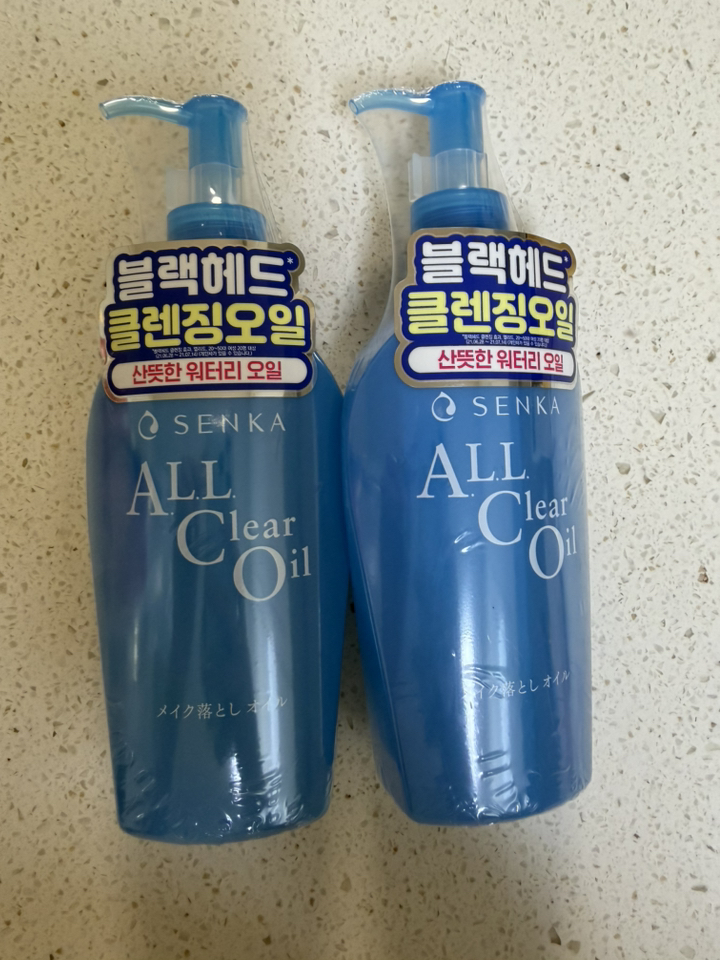 블랙헤드*
클렌징오일
산뜻한 워터리 오일
SENKA
A.L.L.
Clear
Oil
メイク落とし オイル
블랙헤드*
클렌징오일
산뜻한 워터리 오일
SENKA
A.L.L.
Clear
Oil
メイク落とし オイル